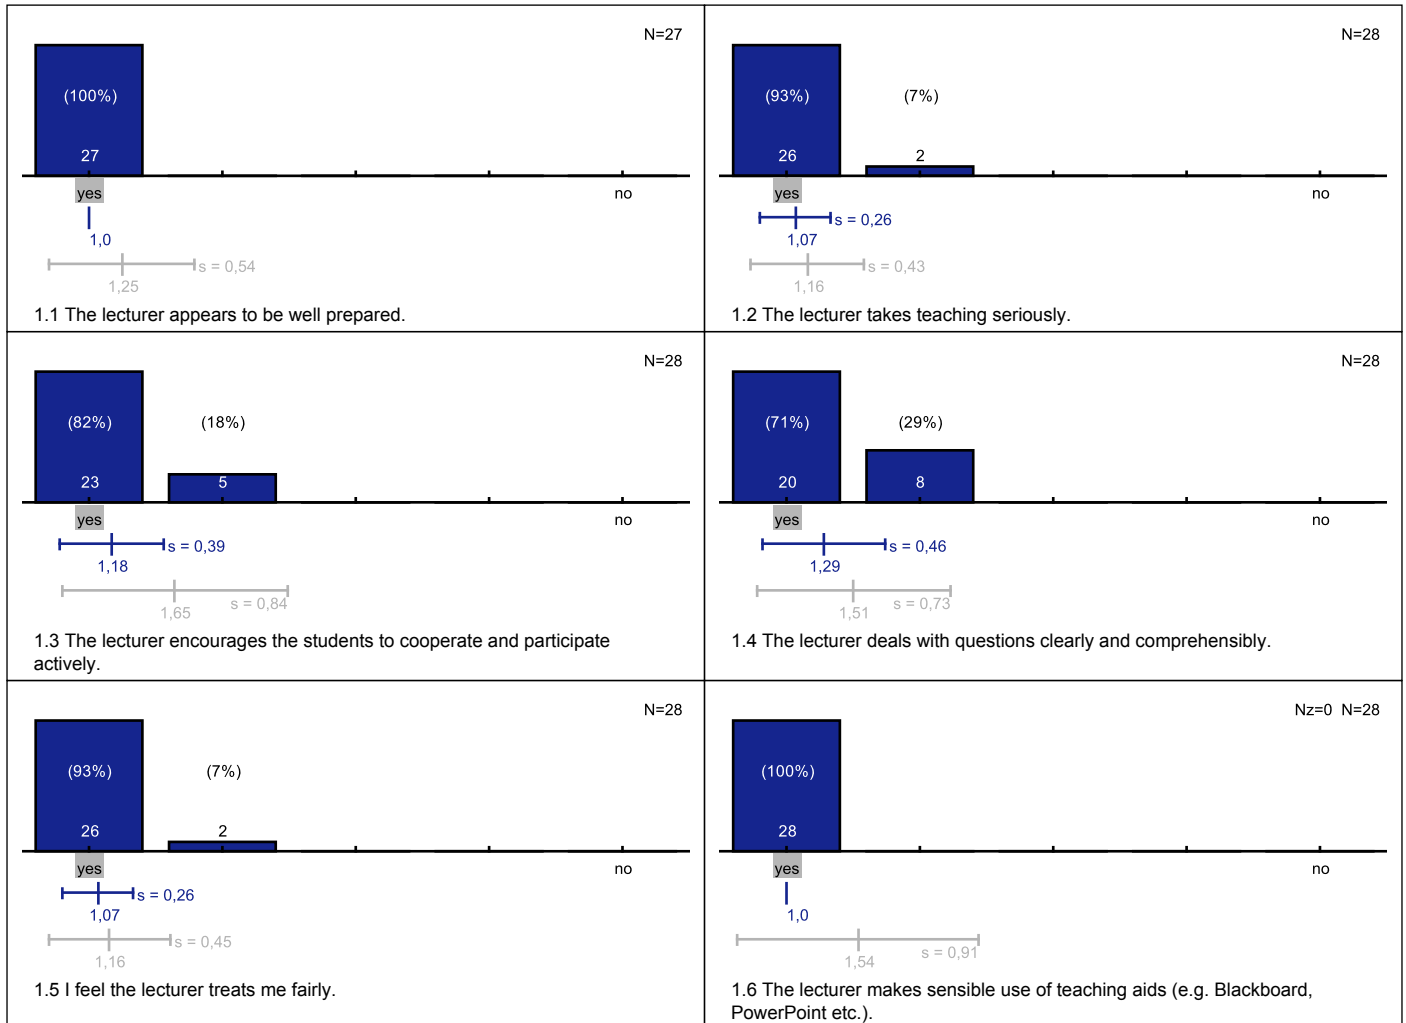 N=27
(100%)
27
yes
no
1,0
s = 0,54
1,25
1.1 The lecturer appears to be well prepared.
N=28
(93%)
(7%)
26
2
yes
no
s = 0,26
1,07
s = 0,43
1,16
1.2 The lecturer takes teaching seriously.
N=28
(82%)
(18%)
23
5
yes
no
s = 0,39
1,18
s = 0,84
1,65
1.3 The lecturer encourages the students to cooperate and participate
actively.
N=28
(71%)
(29%)
20
8
yes
no
s = 0,46
1,29
s = 0,73
1,51
1.4 The lecturer deals with questions clearly and comprehensibly.
N=28
(93%)
(7%)
26
2
yes
no
s = 0,26
1,07
s = 0,45
1,16
1.5 I feel the lecturer treats me fairly.
Nz=0 N=28
(100%)
28
yes
no
1,0
s = 0,91
1,54
1.6 The lecturer makes sensible use of teaching aids (e.g. Blackboard,
PowerPoint etc.).